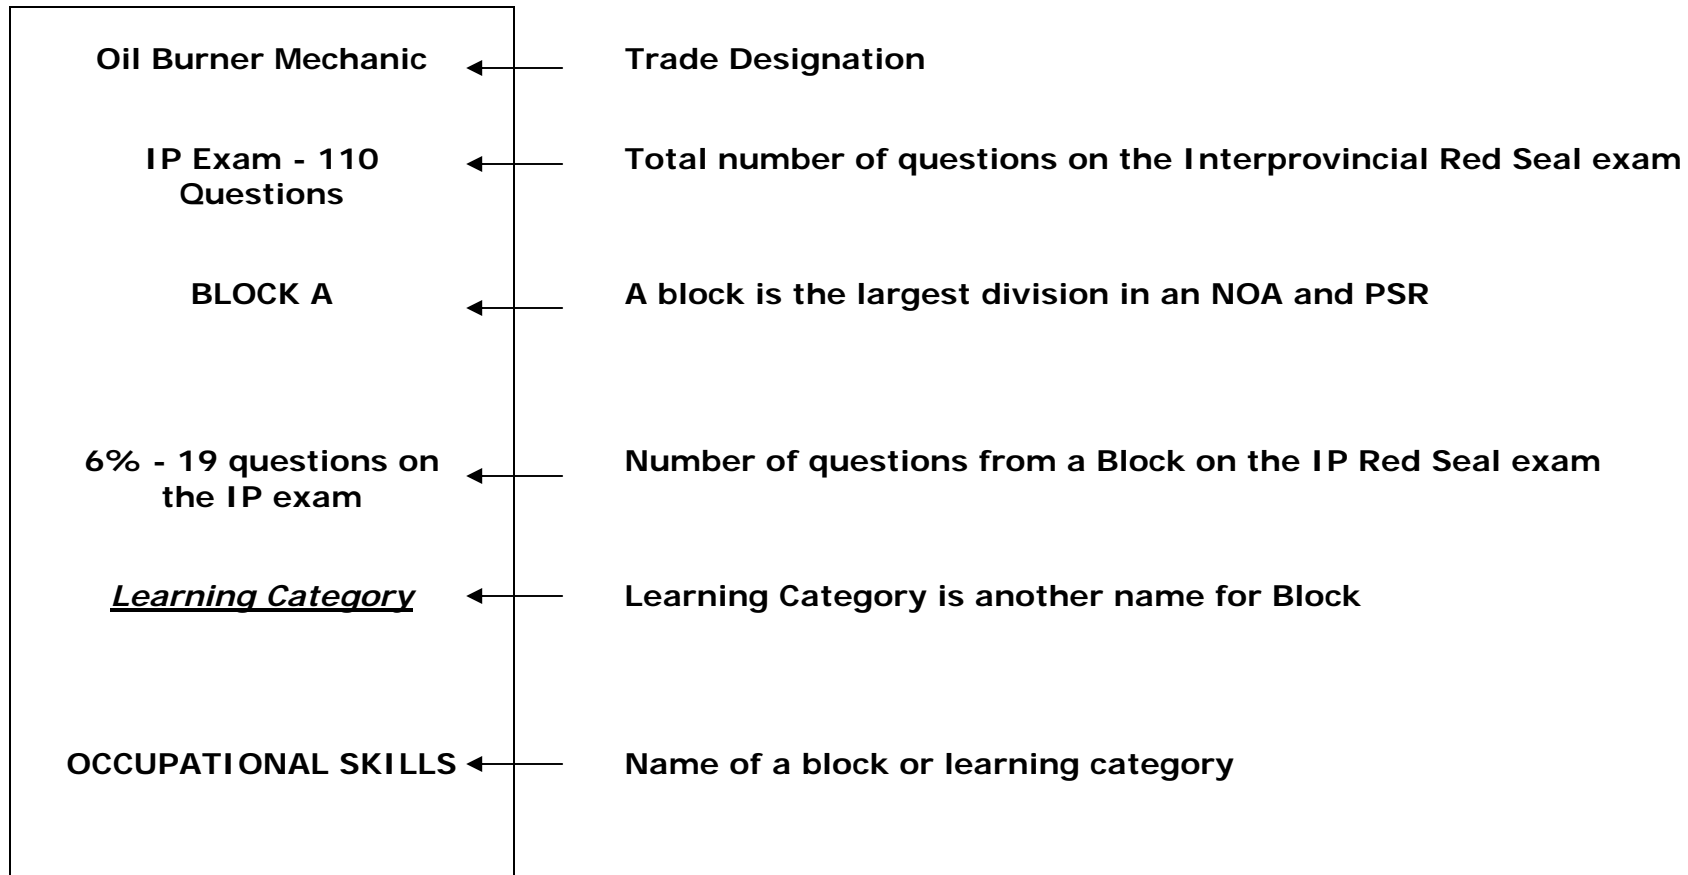 Oil Burner Mechanic
Trade Designation
IP Exam - 110
Questions
Total number of questions on the Interprovincial Red Seal exam
BLOCK A
A block is the largest division in an NOA and PSR
6% - 19 questions on
the IP exam
Number of questions from a Block on the IP Red Seal exam
Learning Category
Learning Category is another name for Block
OCCUPATIONAL SKILLS
Name of a block or learning category